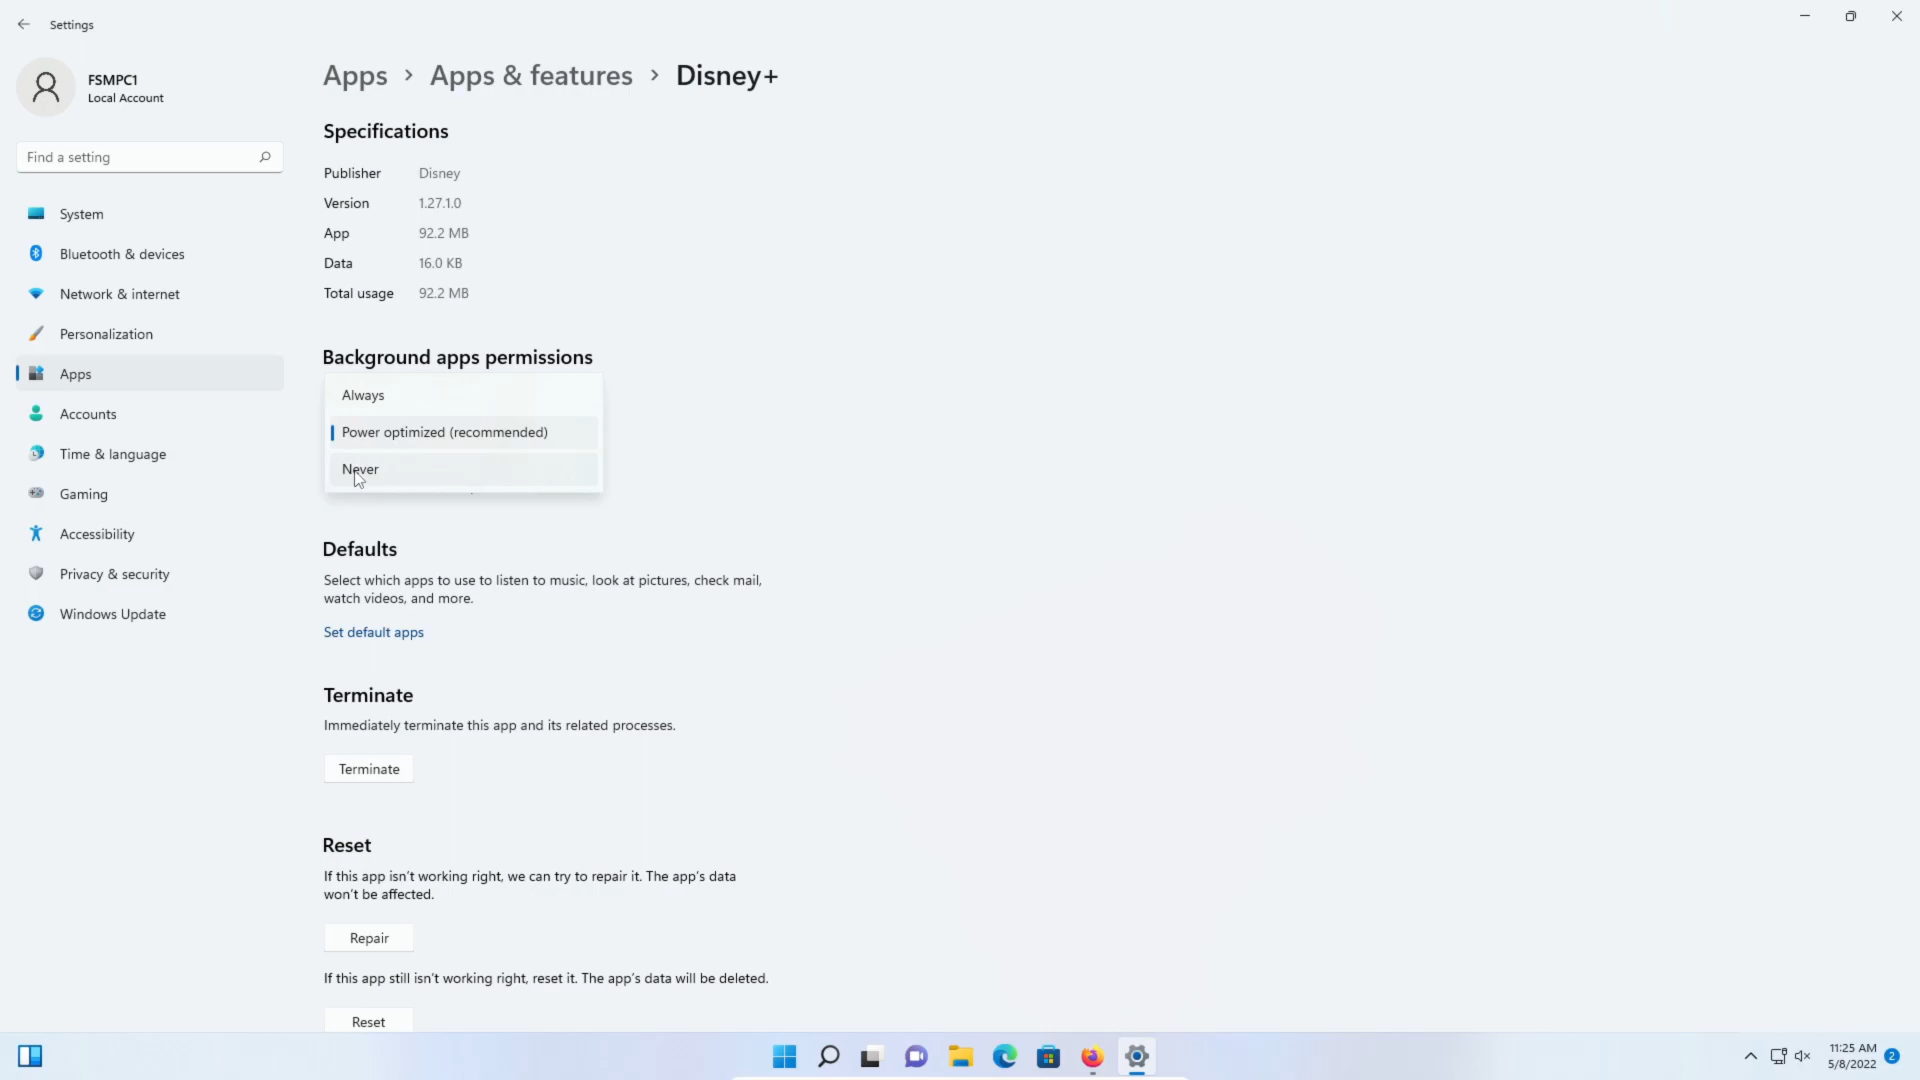 Settings
FSMPC1
Local Account
Find a setting
System
Bluetooth & devices
Network & internet
Personalization
Apps
Accounts
Time & language
Gaming
Accessibility
Privacy & security
Windows Update
Apps > Apps & features > Disney+
Specifications
Publisher Disney
Version 1.27.1.0
App 92.2 MB
Data 16.0 KB
Total usage 92.2 MB
Background apps permissions
Always
Power optimized (recommended)
Never
Defaults
Select which apps to use to listen to music, look at pictures, check mail,
watch videos, and more.
Set default apps
Terminate
Immediately terminate this app and its related processes.
Terminate
Reset
If this app isn't working right, we can try to repair it. The app's data
won't be affected.
Repair
If this app still isn't working right, reset it. The app's data will be deleted.
Reset
11:25 AM
5/8/2022
2